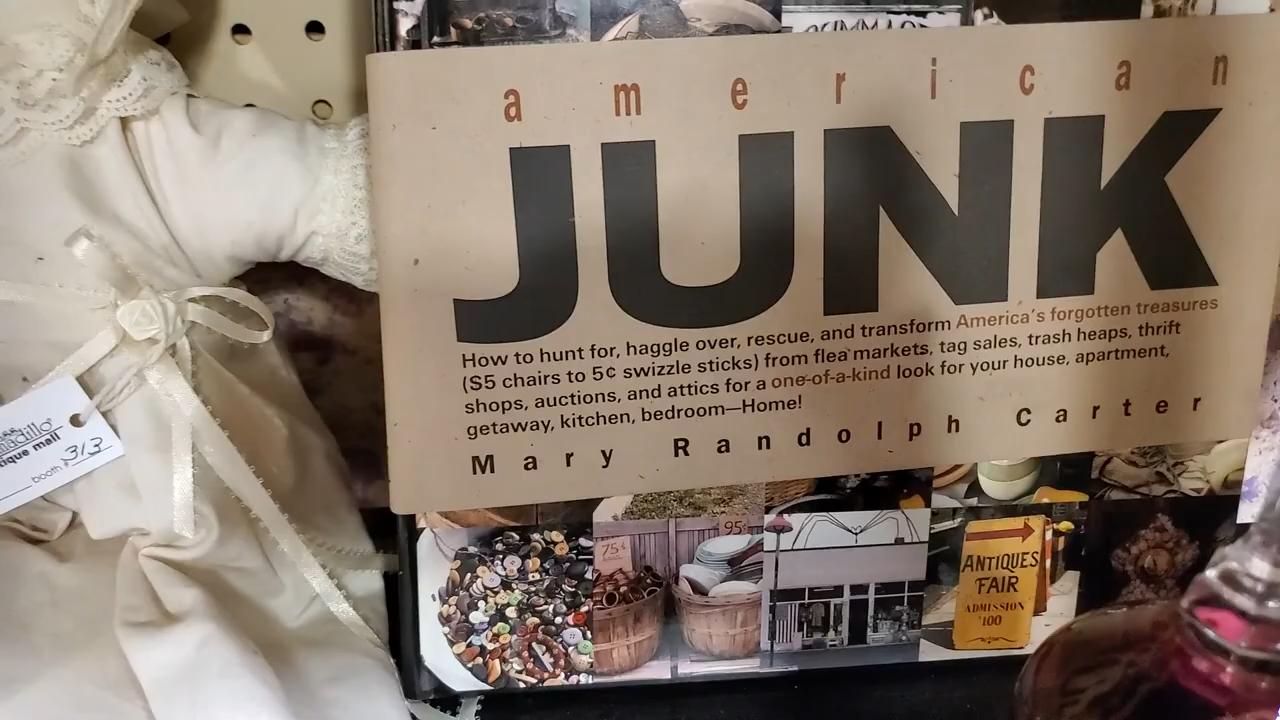 american
JUNK
How to hunt for, haggle over, rescue, and transform America's forgotten treasures
($5 chairs to 5¢ swizzle sticks) from flea markets, tag sales, trash heaps, thrift
shops, auctions, and attics for a one-of-a-kind look for your house, apartment,
getaway, kitchen, bedroom—Home!
Mary Randolph Carter
mall
booth 313
75¢
95¢
ANTIQUES
FAIR
ADMISSION
$1.00